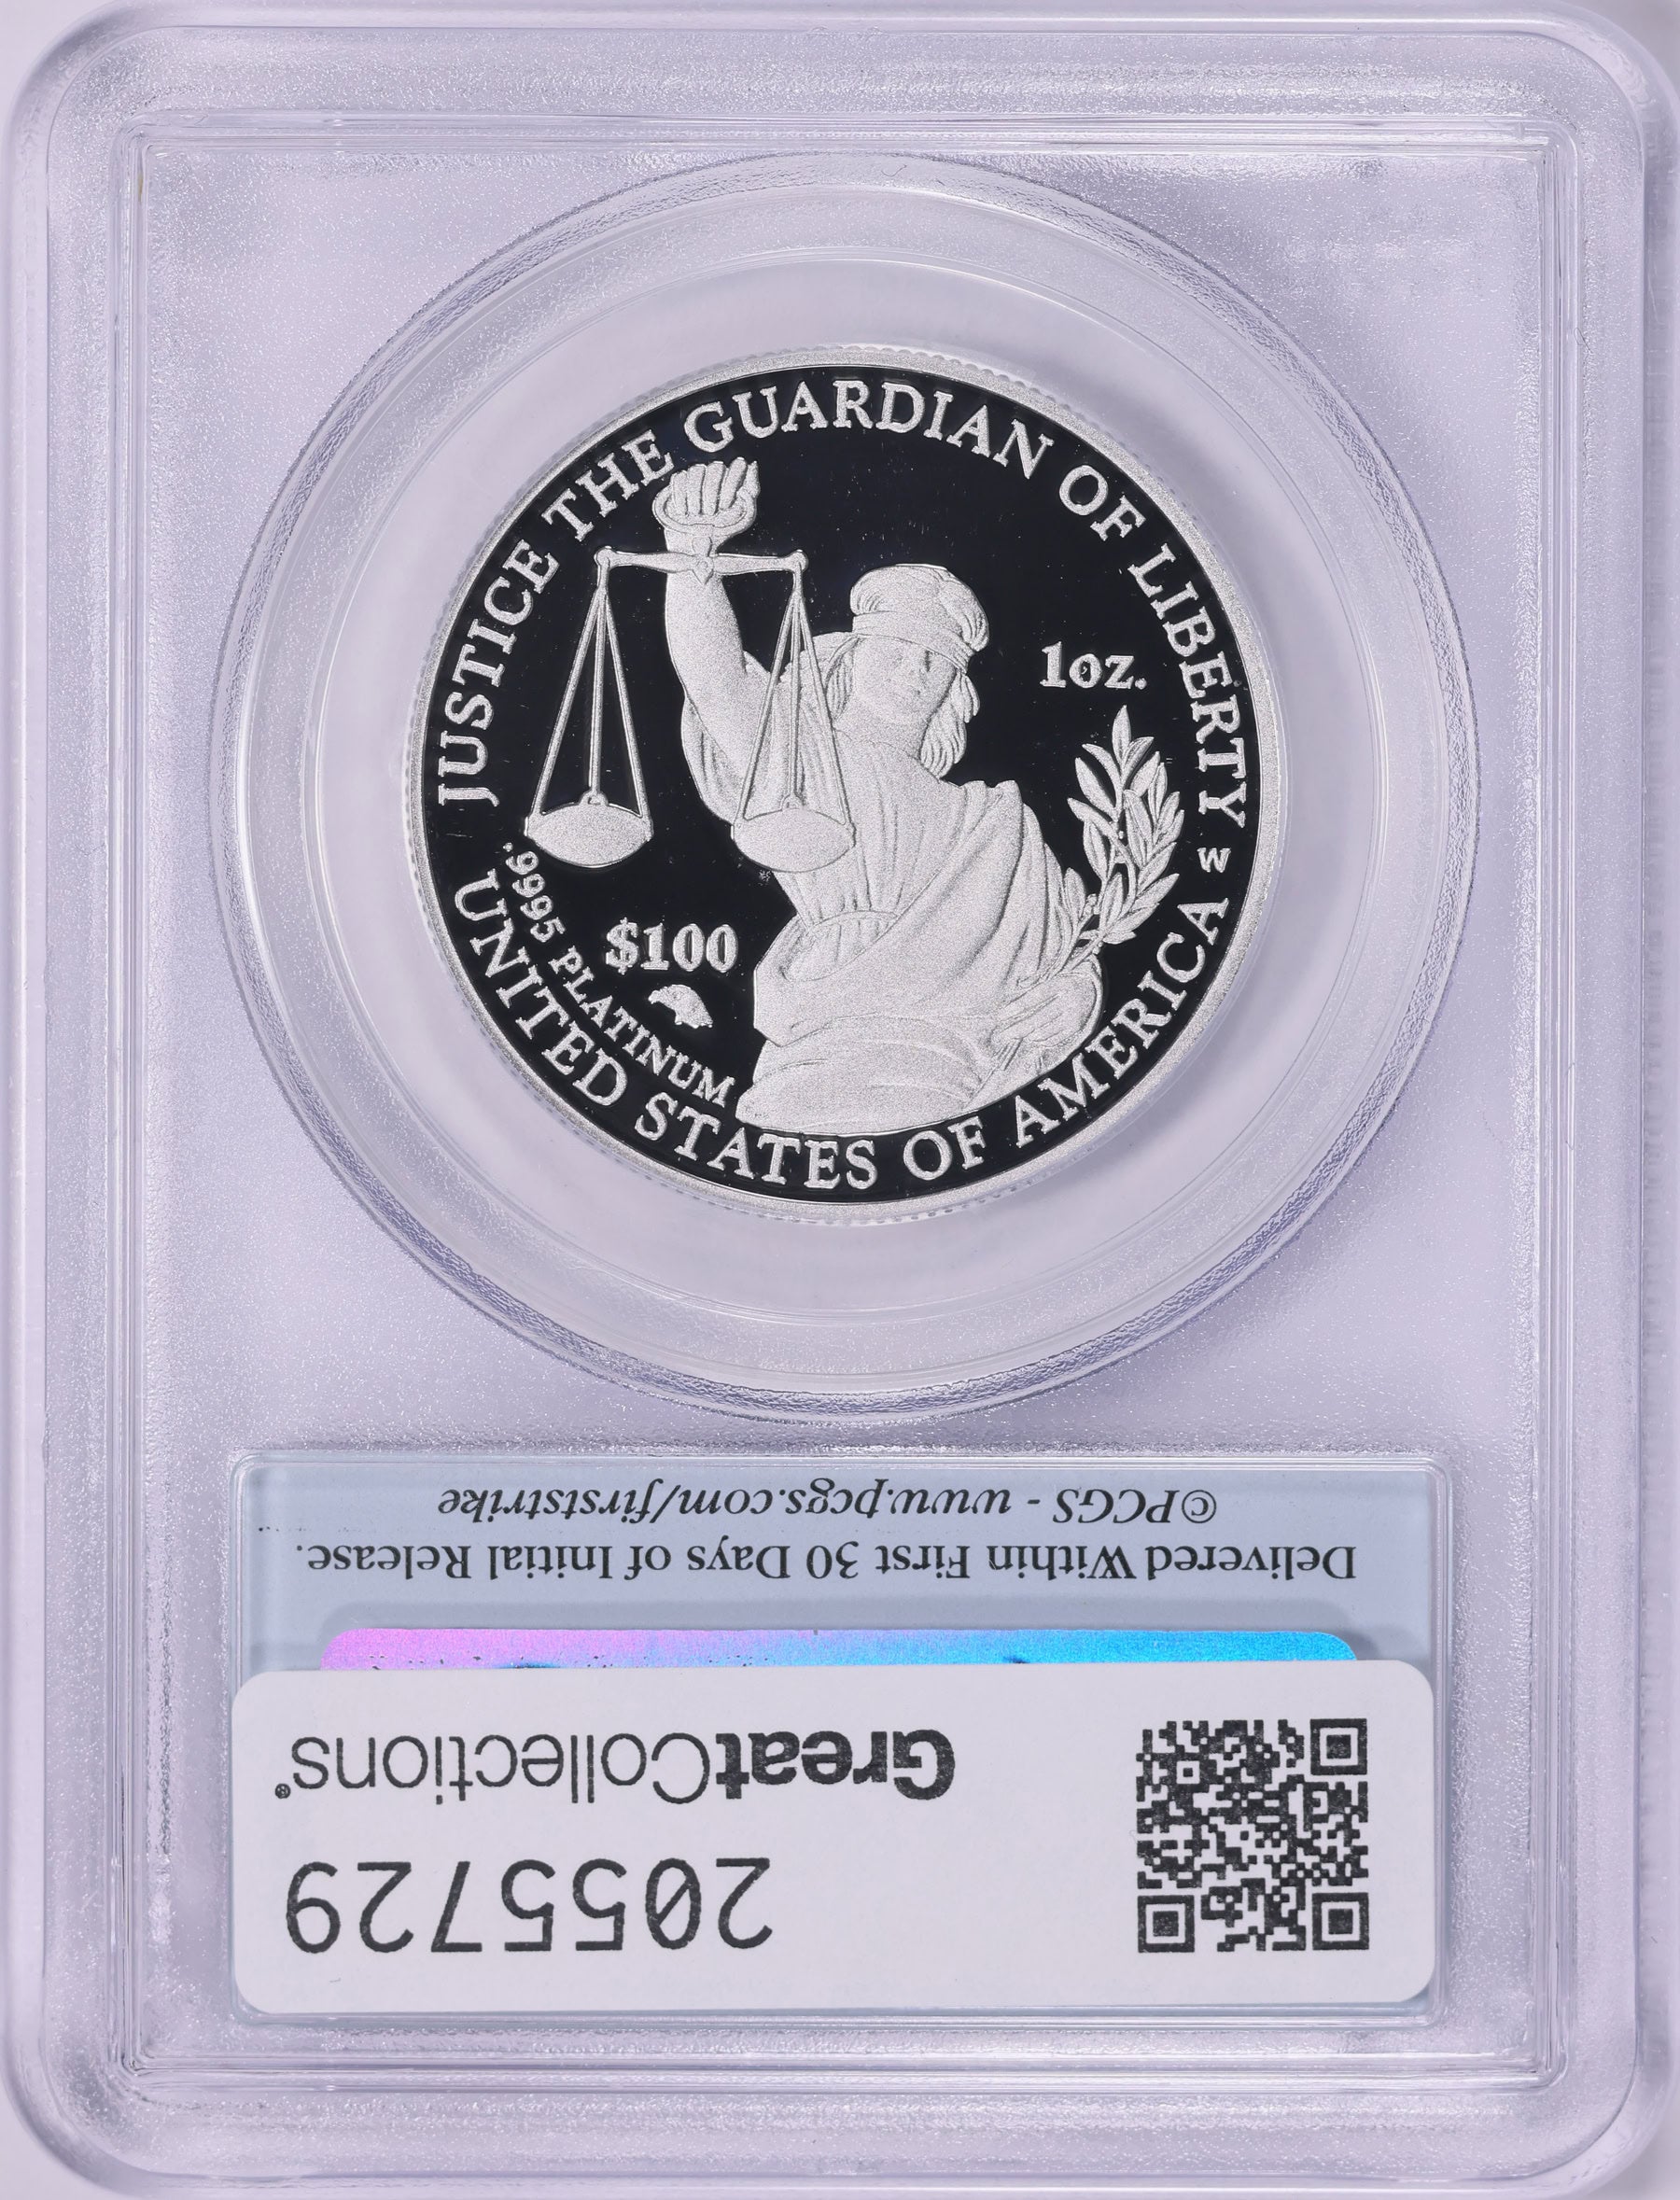 JUSTICE THE GUARDIAN OF LIBERTY
1oz.
W
$100
.9995 PLATINUM
UNITED STATES OF AMERICA
©PCGS - www.pcgs.com/firststrike
Delivered Within First 30 Days of Initial Release.
GreatCollections®
2055729